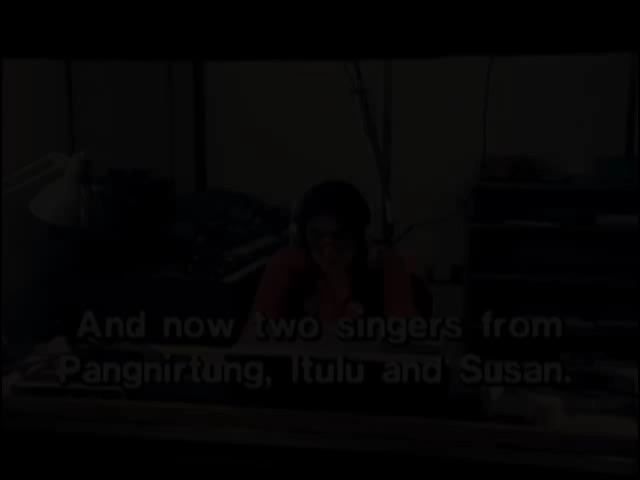 And now two singers from
Pangnirtung, Itulu and Susan.